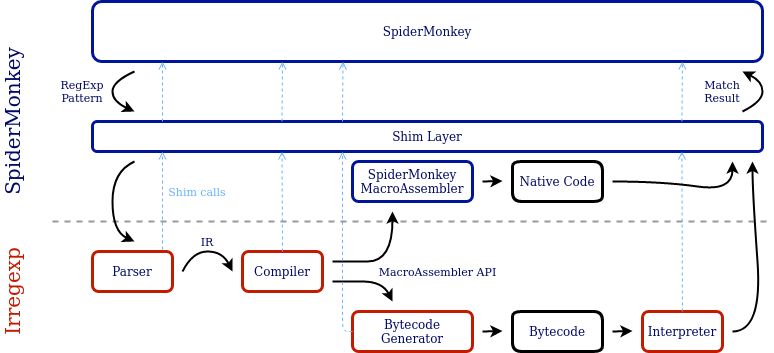 SpiderMonkey
SpiderMonkey
RegExp
Pattern
Match
Result
Shim Layer
SpiderMonkey
MacroAssembler
Native Code
Shim calls
Irregexp
IR
Parser
Compiler
MacroAssembler API
Bytecode
Generator
Bytecode
Interpreter